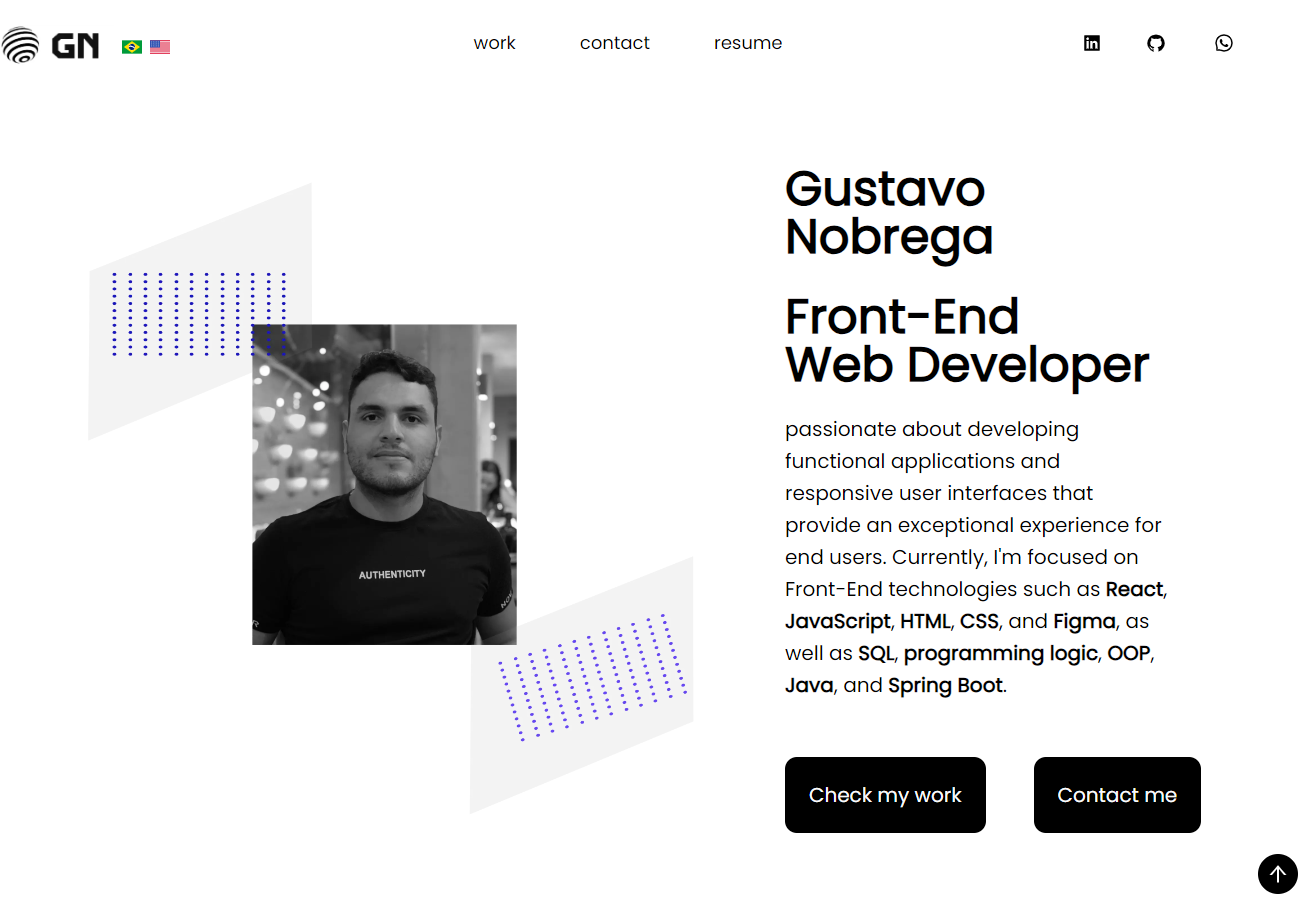 GN
work contact resume
Gustavo
Nobrega
Front-End
Web Developer
passionate about developing
functional applications and
responsive user interfaces that
provide an exceptional experience for
end users. Currently, I'm focused on
Front-End technologies such as React,
JavaScript, HTML, CSS, and Figma, as
well as SQL, programming logic, OOP,
Java, and Spring Boot.
AUTHENTICITY
Check my work
Contact me